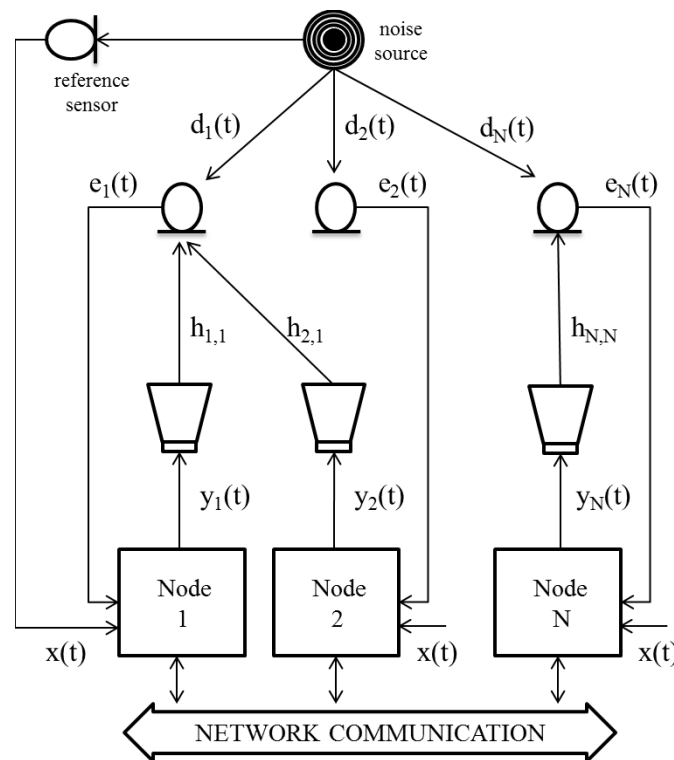 noise
source
reference
sensor
d1(t)
d2(t)
dN(t)
e1(t)
e2(t)
eN(t)
h1,1
h2,1
hN,N
y1(t)
y2(t)
yN(t)
Node
1
Node
2
Node
N
x(t)
x(t)
x(t)
NETWORK COMMUNICATION